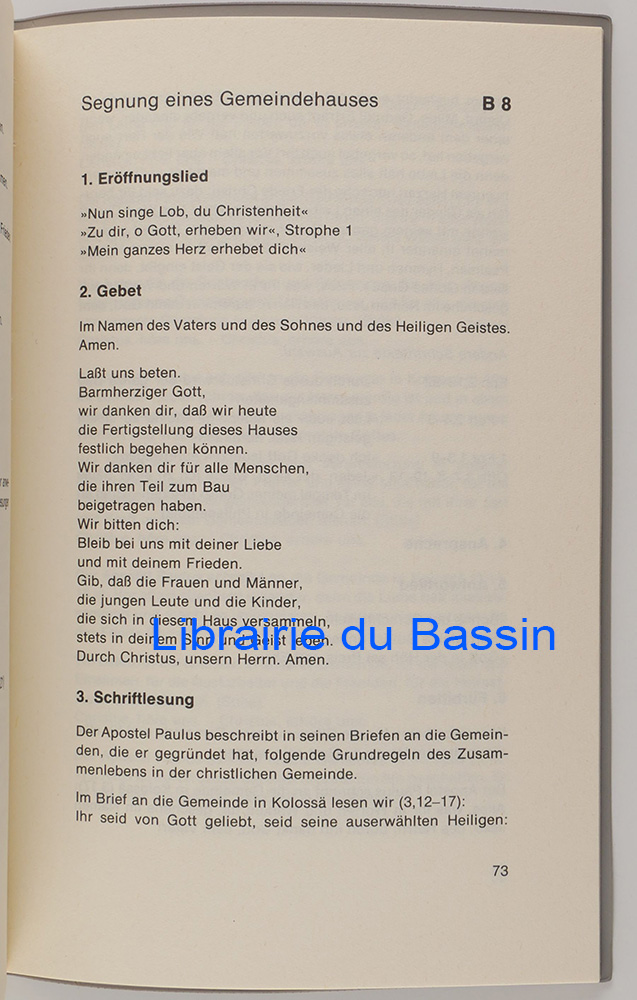 Segnung eines Gemeindehauses B 8
1. Eröffnungslied
»Nun singe Lob, du Christenheit«
»Zu dir, o Gott, erheben wir«, Strophe 1
»Mein ganzes Herz erhebet dich«
2. Gebet
Im Namen des Vaters und des Sohnes und des Heiligen Geistes.
Amen.
Laßt uns beten.
Barmherziger Gott,
wir danken dir, daß wir heute
die Fertigstellung dieses Hauses
festlich begehen können.
Wir danken dir für alle Menschen,
die ihren Teil zum Bau
beigetragen haben.
Wir bitten dich:
Bleib bei uns mit deiner Liebe
und mit deinem Frieden.
Gib, daß die Frauen und Männer,
die jungen Leute und die Kinder,
die sich in diesem Haus versammeln,
stets in deinem Sinn und Geist leben.
Durch Christus, unsern Herrn. Amen.
Librairie du Bassin
3. Schriftlesung
Der Apostel Paulus beschreibt in seinen Briefen an die Gemein-
den, die er gegründet hat, folgende Grundregeln des Zusam-
menlebens in der christlichen Gemeinde.
Im Brief an die Gemeinde in Kolossä lesen wir (3,12–17):
Ihr seid von Gott geliebt, seid seine auserwählten Heiligen:
73